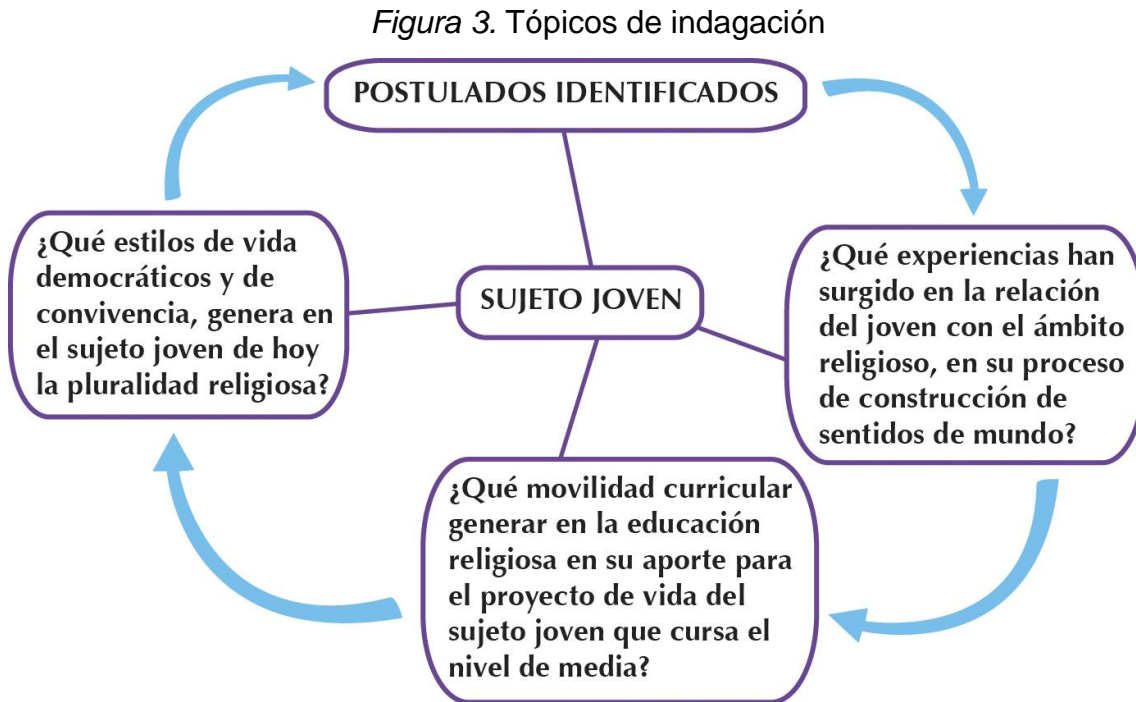 Figura 3. Tópicos de indagación
POSTULADOS IDENTIFICADOS
¿Qué estilos de vida
democráticos y de
convivencia, genera en
el sujeto joven de hoy
la pluralidad religiosa?
SUJETO JOVEN
¿Qué experiencias han
surgido en la relación
del joven con el ámbito
religioso, en su proceso
de construcción de
sentidos de mundo?
¿Qué movilidad curricular
generar en la educación
religiosa en su aporte para
el proyecto de vida del
sujeto joven que cursa el
nivel de media?